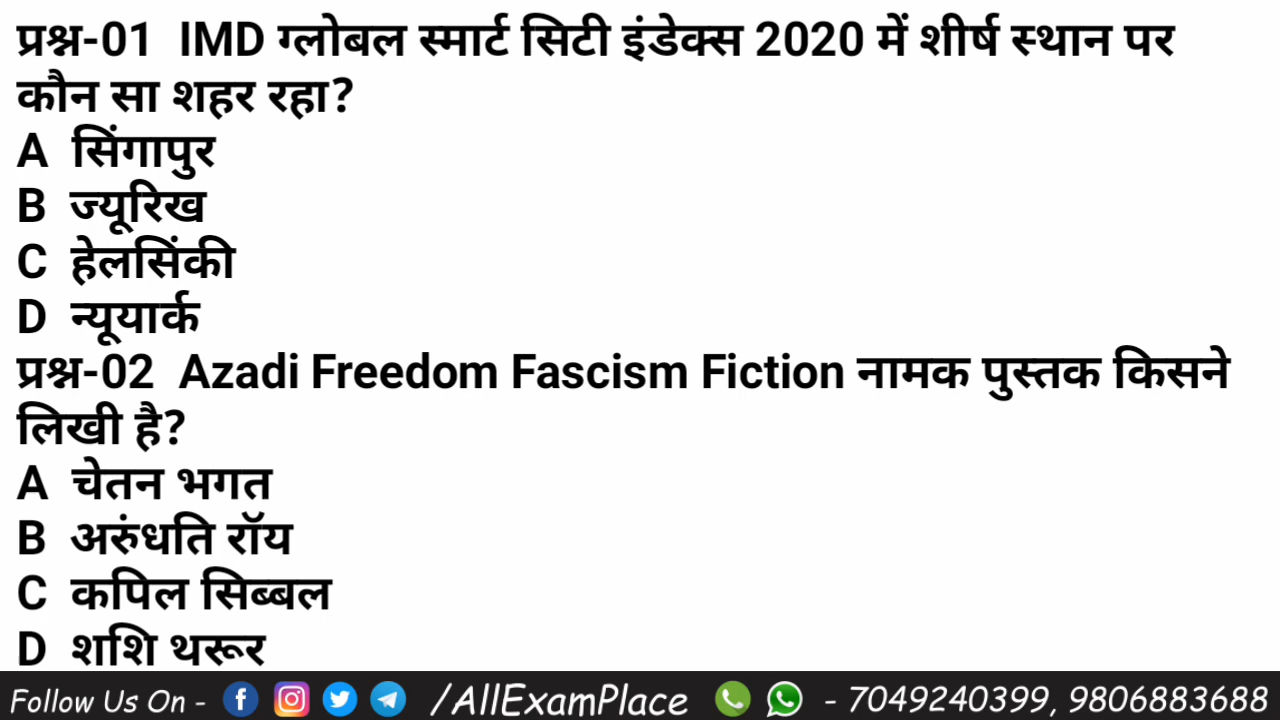 प्रश्न-01 IMD ग्लोबल स्मार्ट सिटी इंडेक्स 2020 में शीर्ष स्थान पर
कौन सा शहर रहा?
A सिंगापुर
B ज्यूरिख
C हेलसिंकी
D न्यूयार्क
प्रश्न-02 Azadi Freedom Fascism Fiction नामक पुस्तक किसने
लिखी है?
A चेतन भगत
B अरुंधति रॉय
C कपिल सिब्बल
D शशि थरूर
Follow Us On - /AllExamPlace - 7049240399, 9806883688